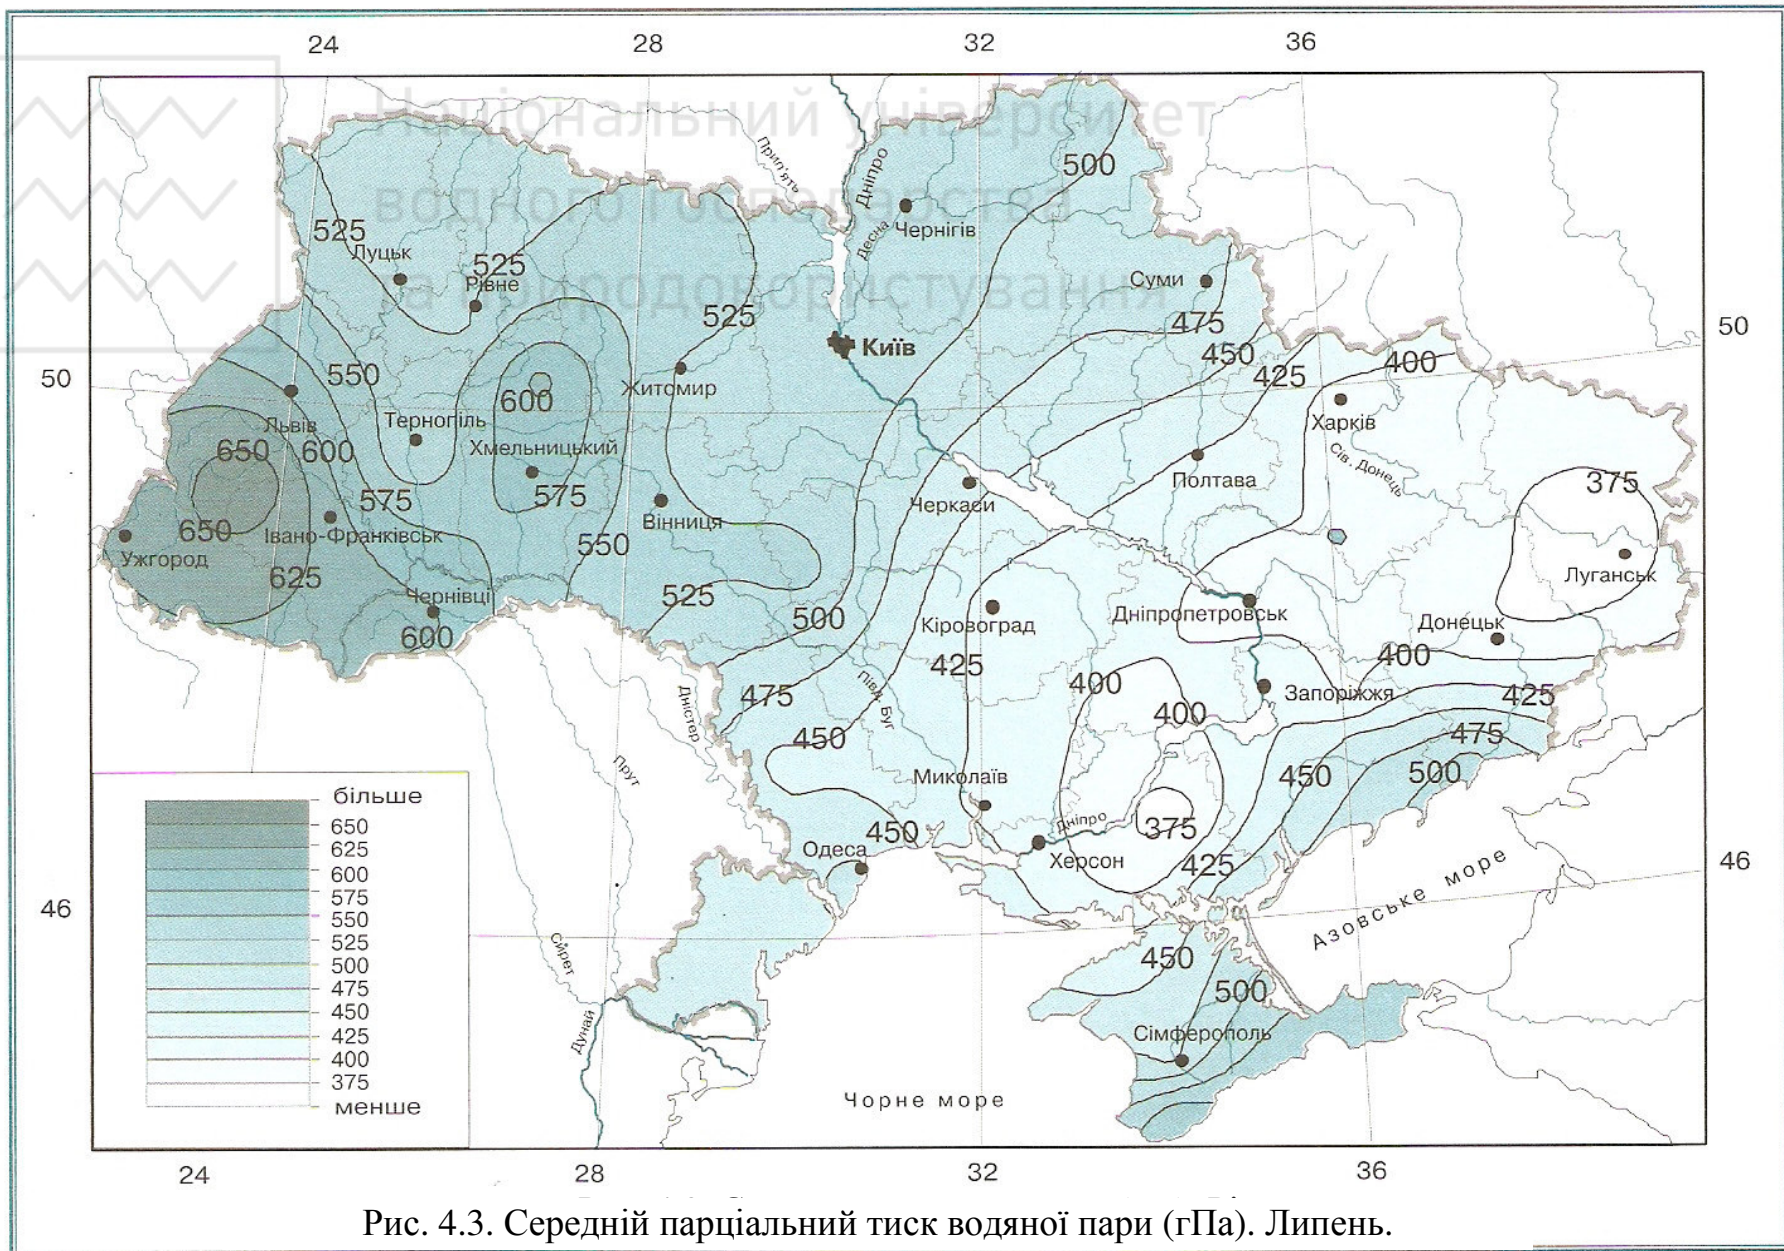 24 28 32 36
Національний університет
водного господарства
та природокористування
Прип'ять
Дніпро
500
Десна
Чернігів
525
Луцьк
525
Рівне
Суми
475
525
50
Київ
450
400
50
550
425
Житомир
600
Харків
Львів
Тернопіль
650
600
Хмельницький
Сів. Донець
Полтава
375
575
575
Черкаси
Вінниця
650
Івано-Франківськ
550
Ужгород
Луганськ
625
Чернівці
525
500
Кіровоград
Дніпропетровськ
Донецьк
600
425
400
475
Півд. Буг
400
Запоріжжя
425
Дністер
400
450
475
Прут
Миколаїв
450
500
більше
650
625
600
575
550
525
500
475
450
425
400
375
менше
450
Дніпро
375
Одеса
Херсон
425
46
46
Азовське море
Сірет
450
500
Дунай
Сімферополь
Чорне море
24 28 32 36
Рис. 4.3. Середній парціальний тиск водяної пари (гПа). Липень.